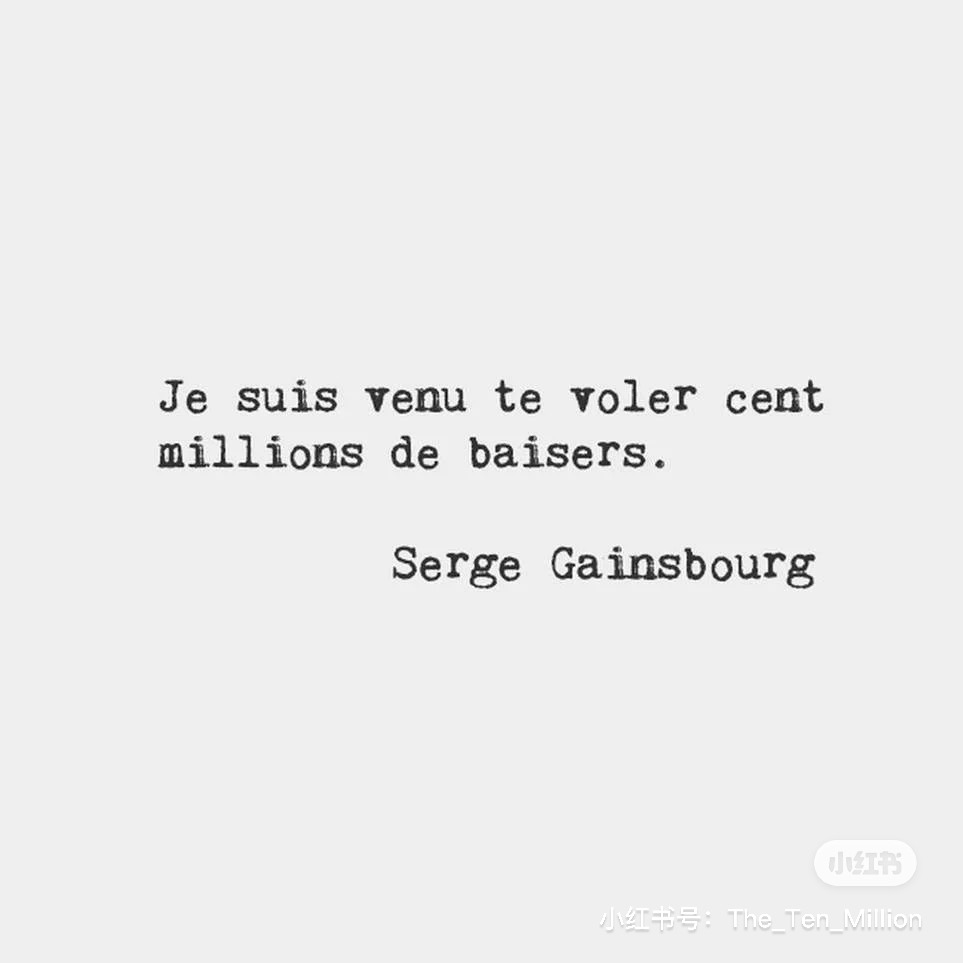 Je suis venu te voler cent
millions de baisers.
Serge Gainsbourg
小红书
小红书号：The_Ten_Million